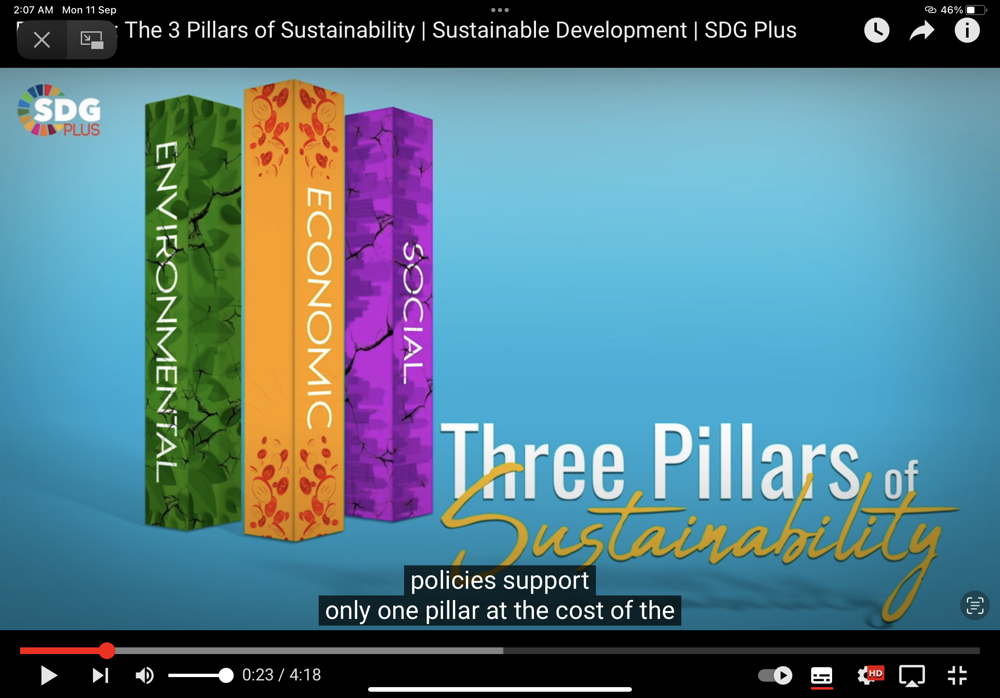 2:07 AM Mon 11 Sep
46%
: The 3 Pillars of Sustainability | Sustainable Development | SDG Plus
SDG
PLUS
ENVIRONMENTAL
ECONOMIC
SOCIAL
Three Pillars of
Sustainability
policies support
only one pillar at the cost of the
0:23 / 4:18
HD